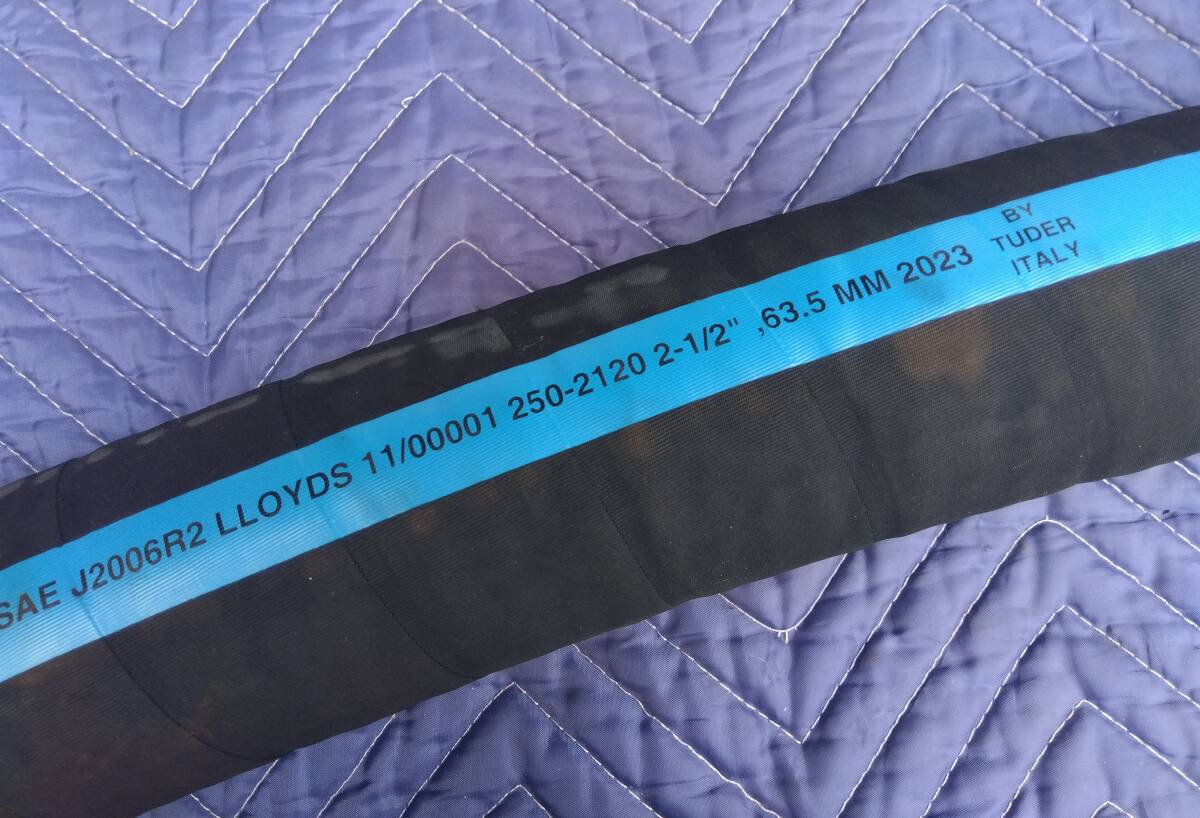 SAE J2006R2 LLOYDS 11/00001 250-2120 2-1/2" ,63.5 MM 2023
BY
TUDER
ITALY